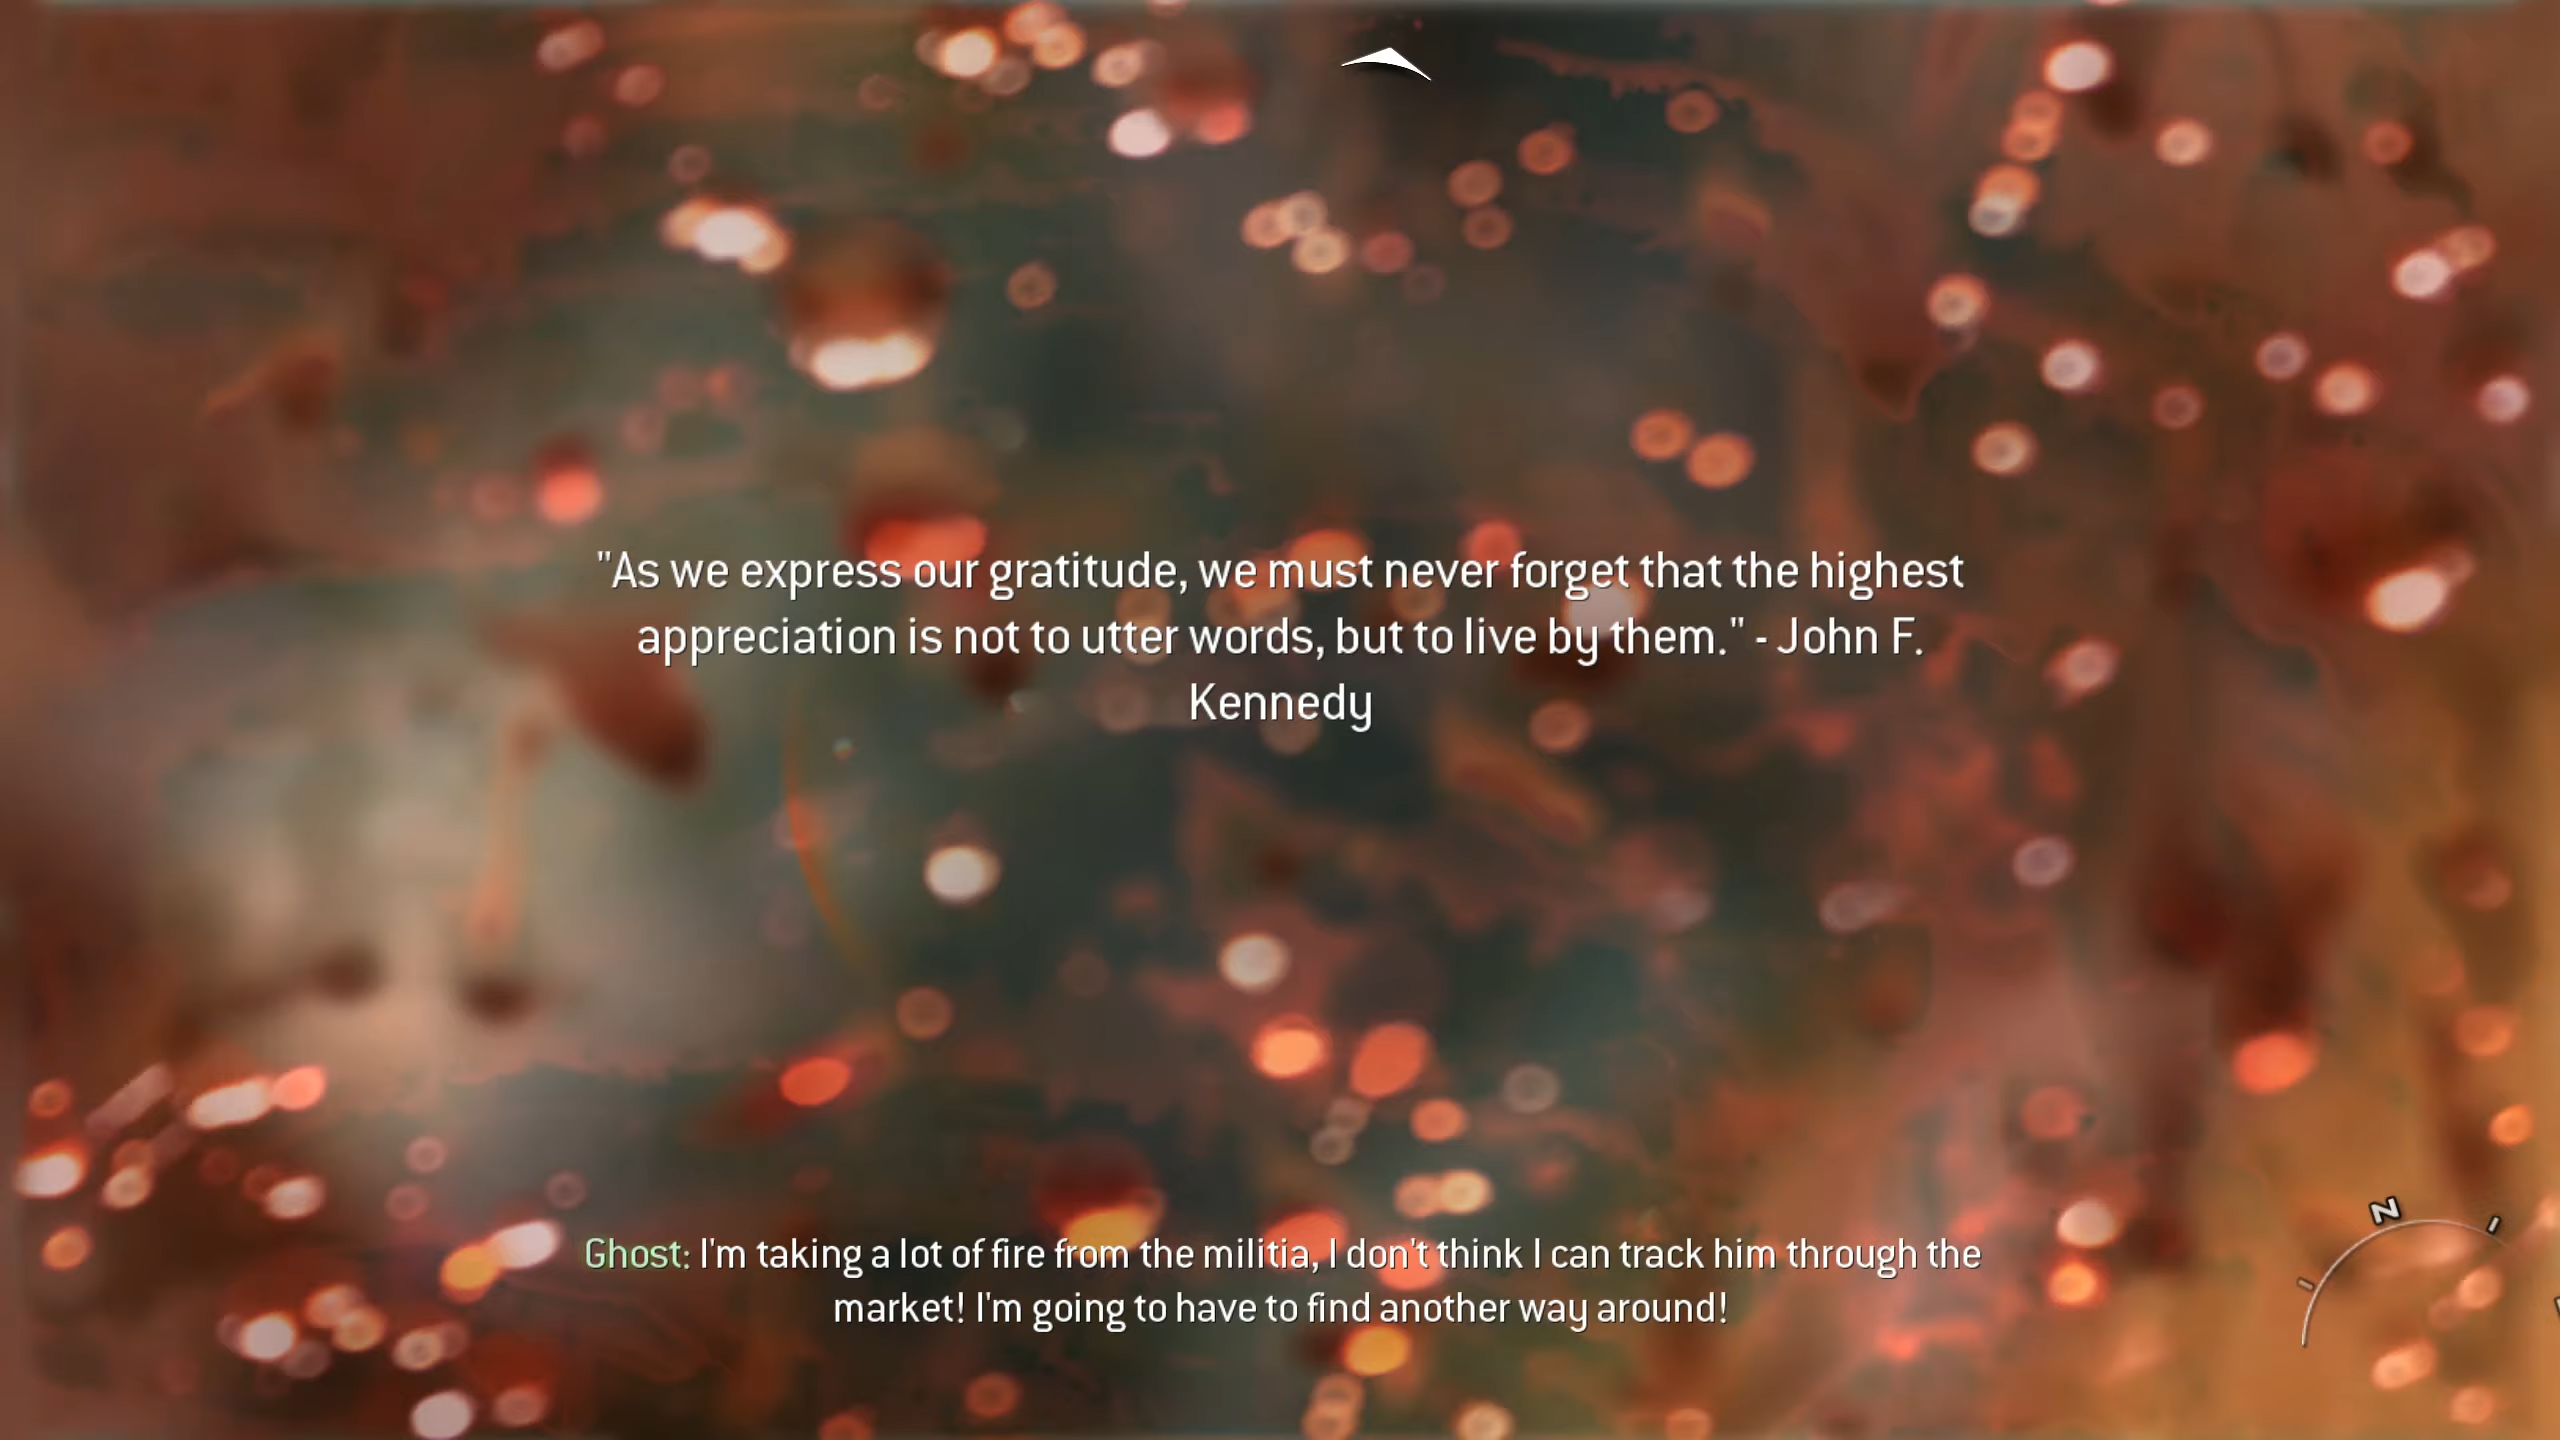 "As we express our gratitude, we must never forget that the highest
appreciation is not to utter words, but to live by them." - John F.
Kennedy
Ghost: I'm taking a lot of fire from the militia, I don't think I can track him through the
market! I'm going to have to find another way around!
N